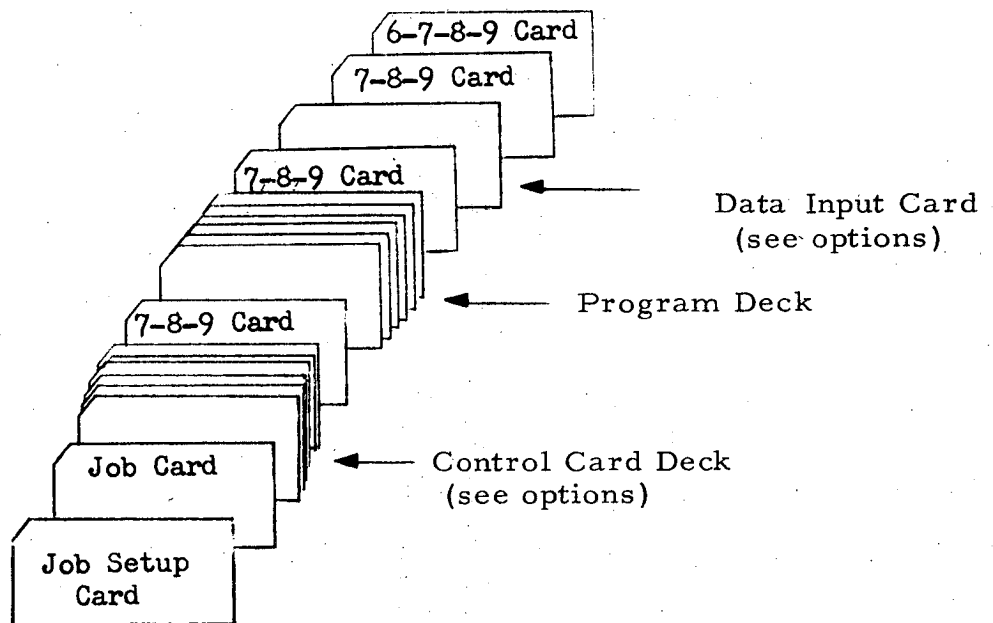 6-7-8-9 Card
7-8-9 Card
7-8-9 Card
Data Input Card
(see options)
Program Deck
7-8-9 Card
Job Card
Control Card Deck
(see options)
Job Setup
Card